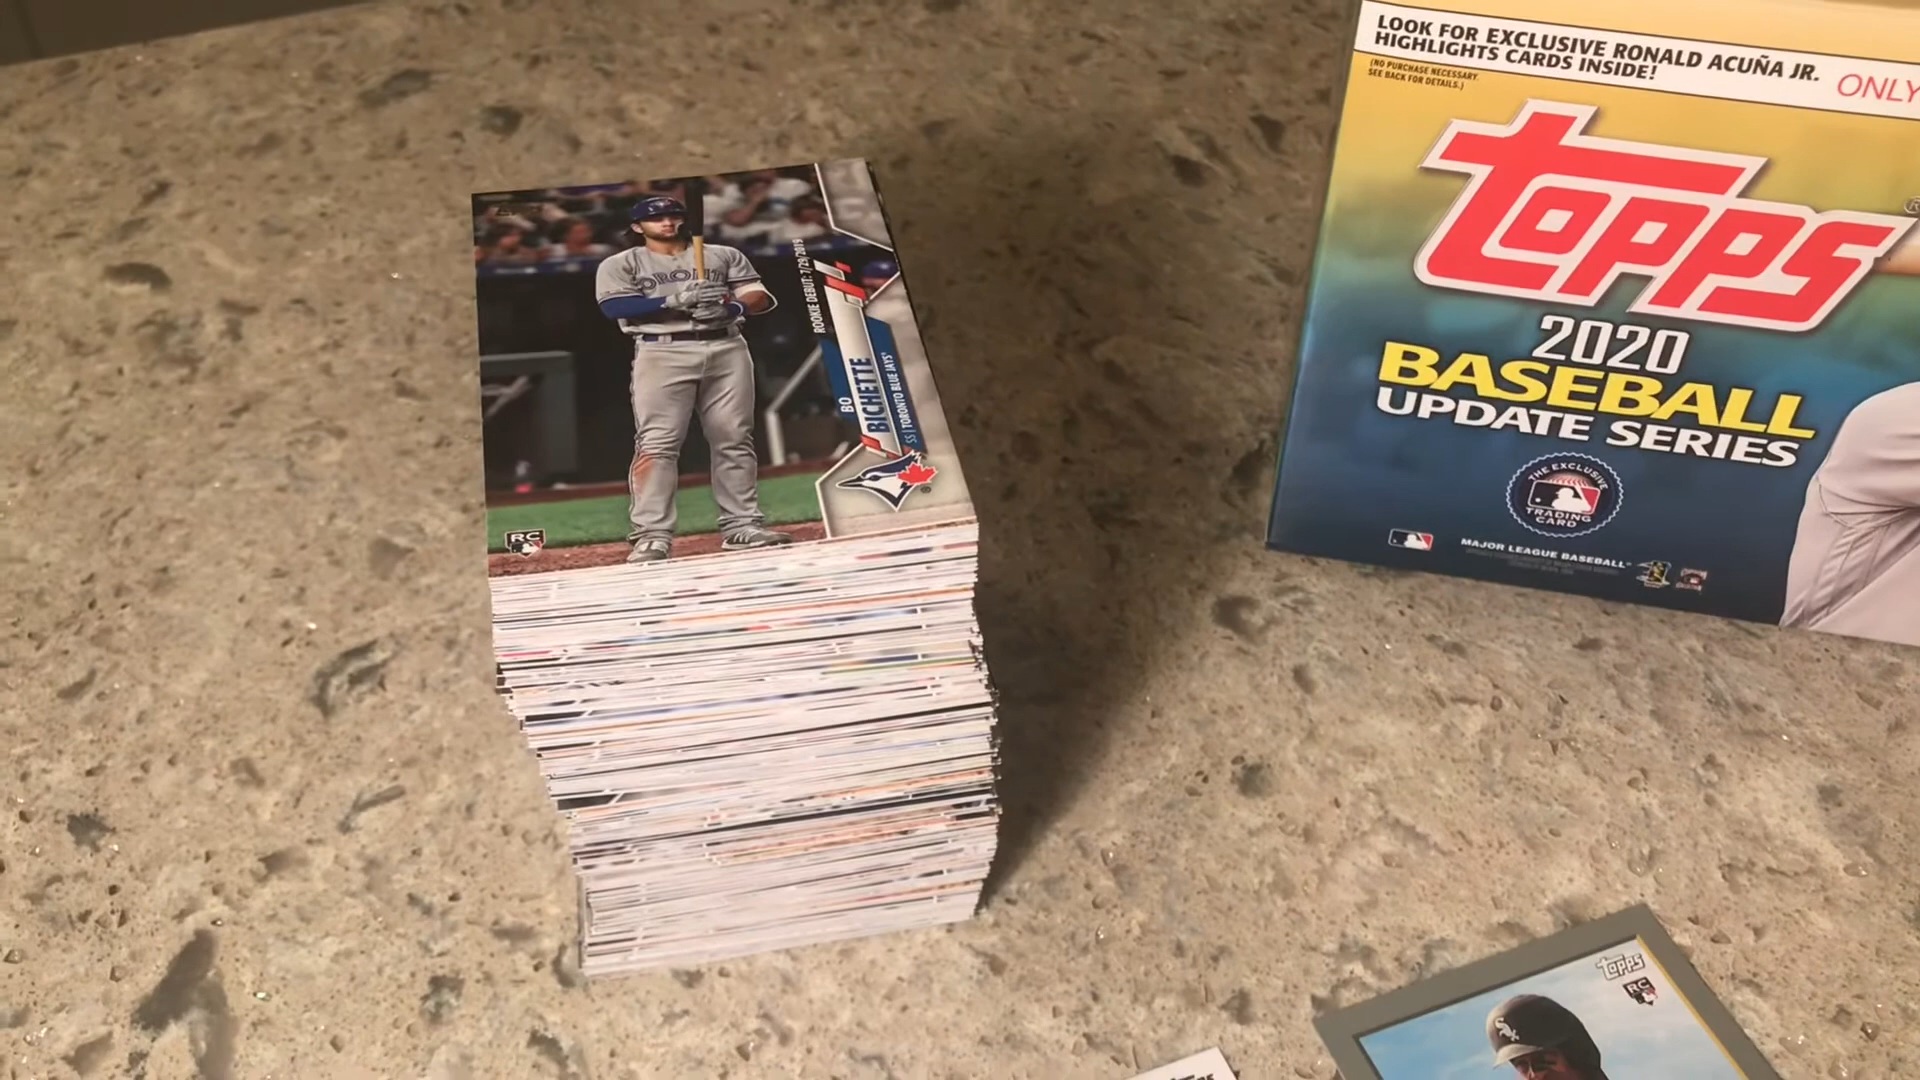 LOOK FOR EXCLUSIVE RONALD ACUÑA JR.
HIGHLIGHTS CARDS INSIDE!
ONLY
(NO PURCHASE NECESSARY.
SEE BACK FOR DETAILS.)
TOPPS®
2020
BASEBALL
UPDATE SERIES
THE EXCLUSIVE
TRADING
CARD
MAJOR LEAGUE BASEBALL
ORONT
ROOKIE DEBUT: 7/29/2019
BO
BICHETTE
SS | TORONTO BLUE JAYS®
RC
TOPPS
RC
SOX